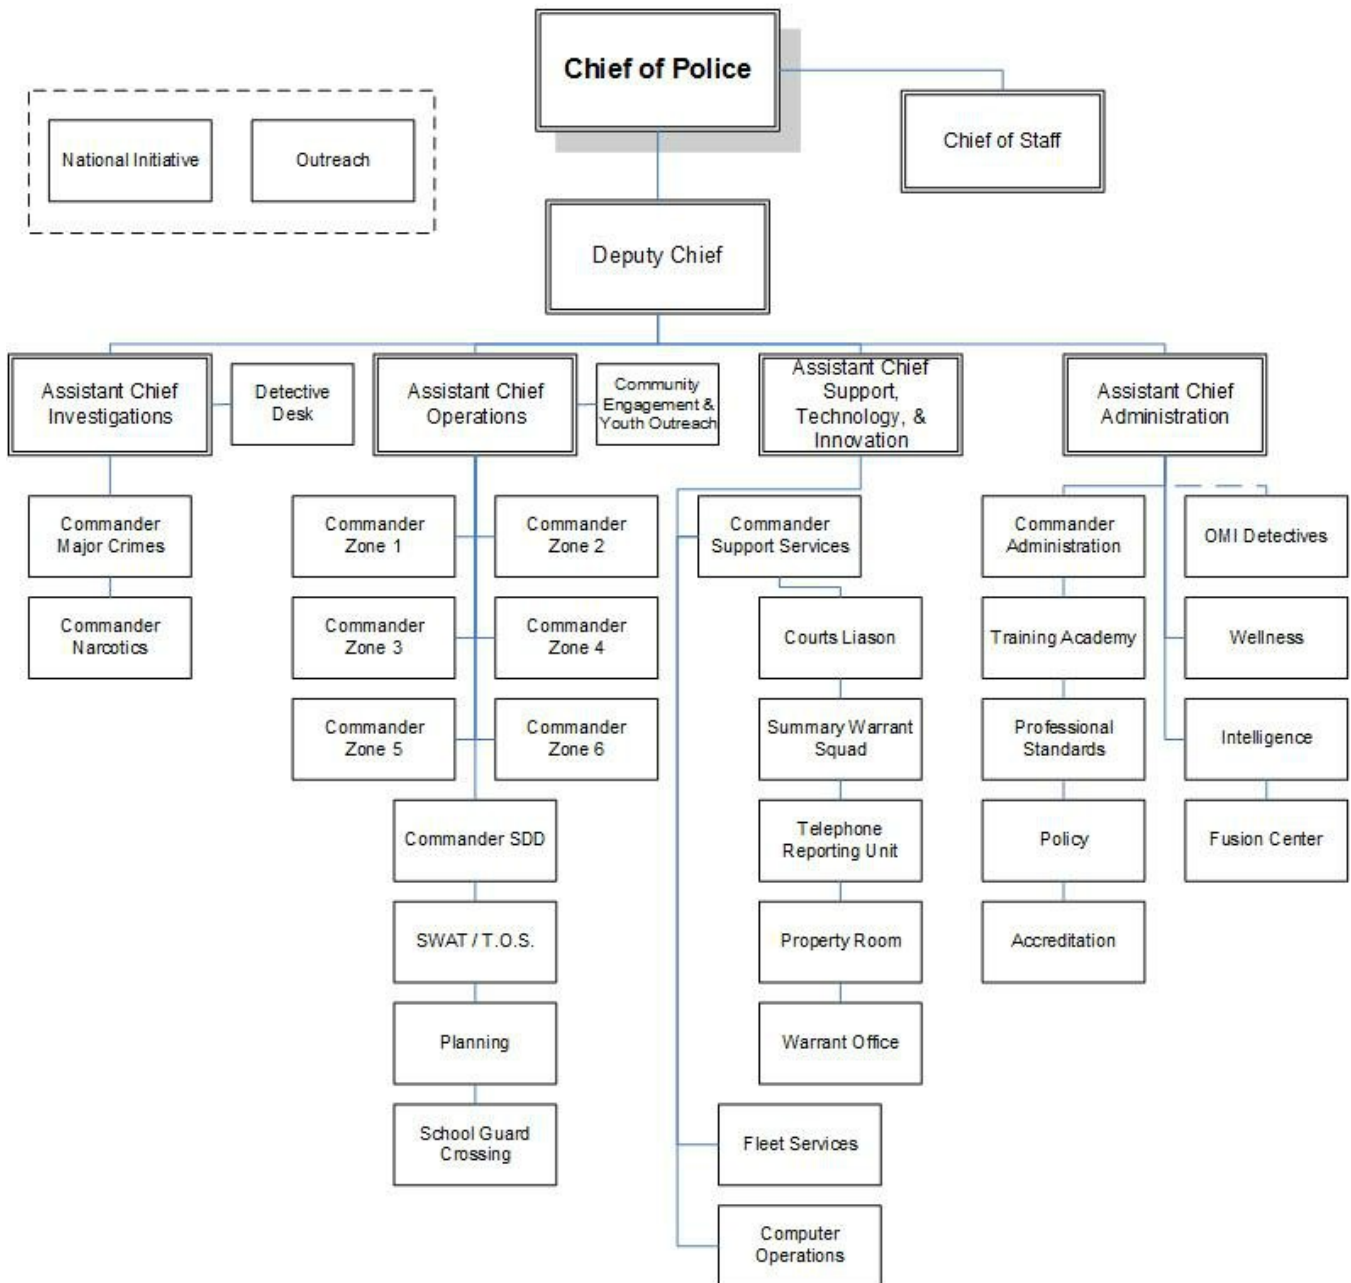 Chief of Police
Chief of Staff
National Initiative
Outreach
Deputy Chief
Assistant Chief
Investigations
Detective
Desk
Assistant Chief
Operations
Community
Engagement &
Youth Outreach
Assistant Chief
Support,
Technology, &
Innovation
Assistant Chief
Administration
Commander
Major Crimes
Commander
Narcotics
Commander
Zone 1
Commander
Zone 2
Commander
Zone 3
Commander
Zone 4
Commander
Zone 5
Commander
Zone 6
Commander SDD
SWAT / T.O.S.
Planning
School Guard
Crossing
Commander
Support Services
Courts Liason
Summary Warrant
Squad
Telephone
Reporting Unit
Property Room
Warrant Office
Fleet Services
Computer
Operations
Commander
Administration
Training Academy
Professional
Standards
Policy
Accreditation
OMI Detectives
Wellness
Intelligence
Fusion Center